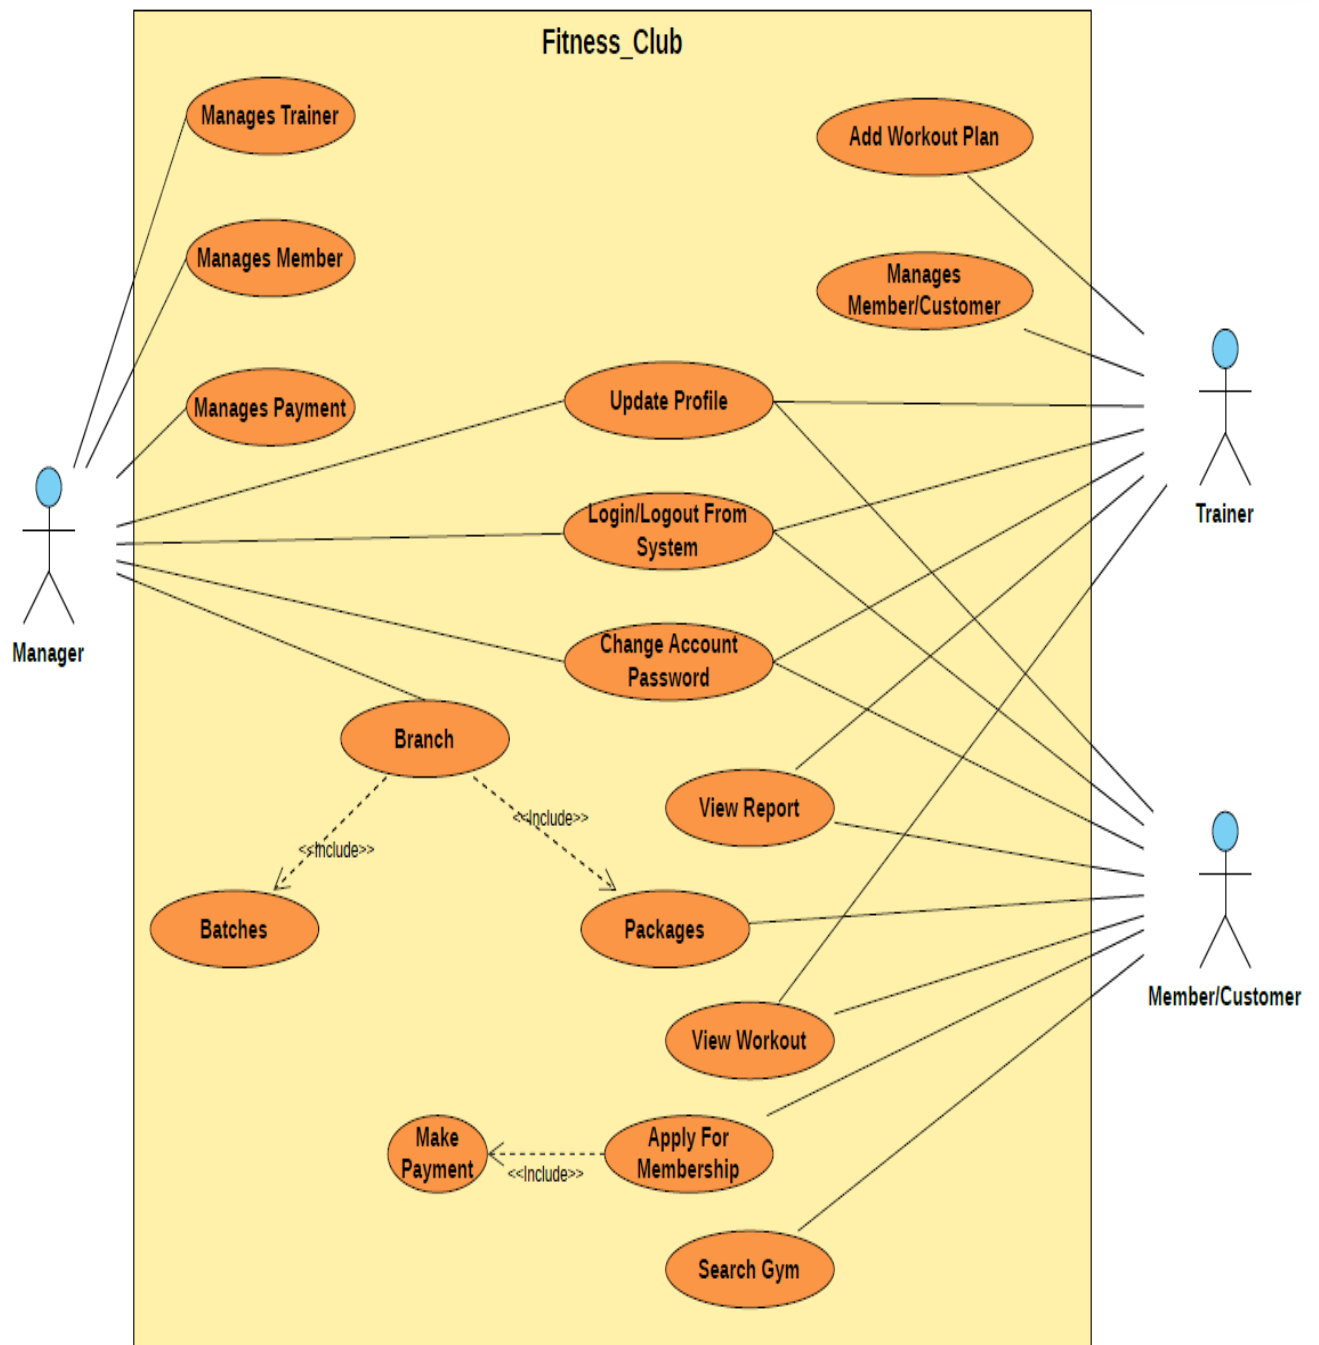 Fitness_Club
Manages Trainer
Add Workout Plan
Manages Member
Manages
Member/Customer
Manages Payment
Update Profile
Login/Logout From
System
Trainer
Manager
Change Account
Password
Branch
View Report
<<Include>>
<<Include>>
Batches
Packages
Member/Customer
View Workout
Make
Payment
<<Include>>
Apply For
Membership
Search Gym